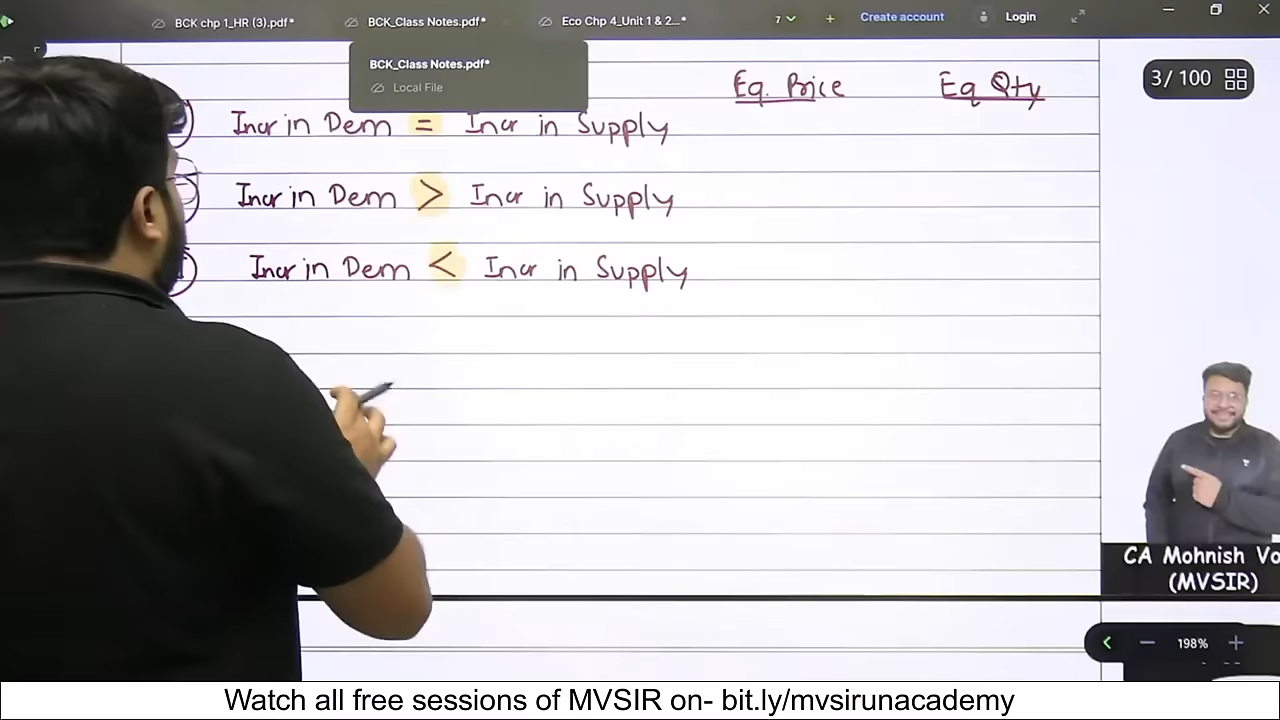 BCK chp 1_HR (3).pdf*
BCK_Class Notes.pdf*
Eco Chp 4_Unit 1 & 2...*
7
+
Create account
Login
BCK_Class Notes.pdf*
Local File
3 / 100
Eq. Price Eq Qty
Incr in Dem = Incr in Supply
Incr in Dem > Incr in Supply
Incr in Dem < Incr in Supply
CA Mohnish Vo
(MVSIR)
198%
Watch all free sessions of MVSIR on- bit.ly/mvsirunacademy